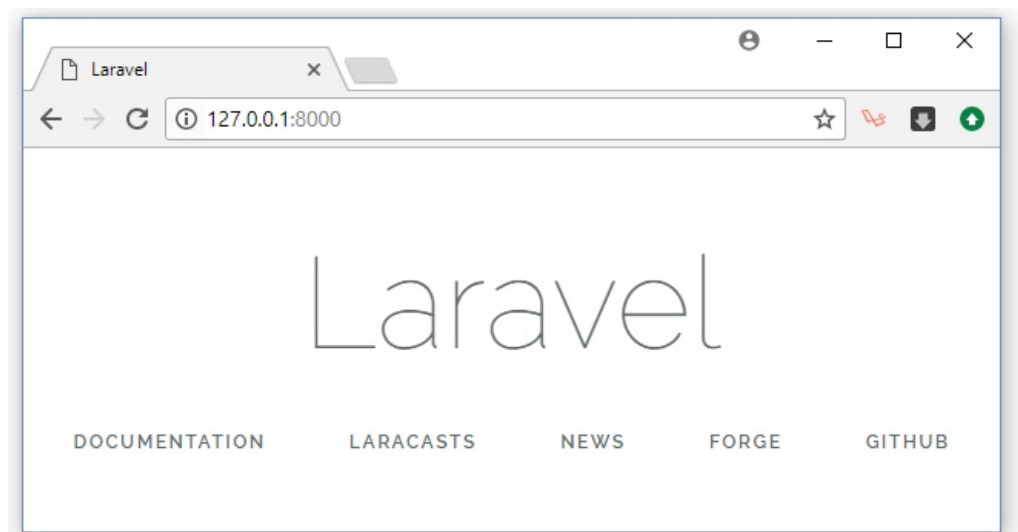 Laravel
127.0.0.1:8000
Laravel
DOCUMENTATION LARACASTS NEWS FORGE GITHUB